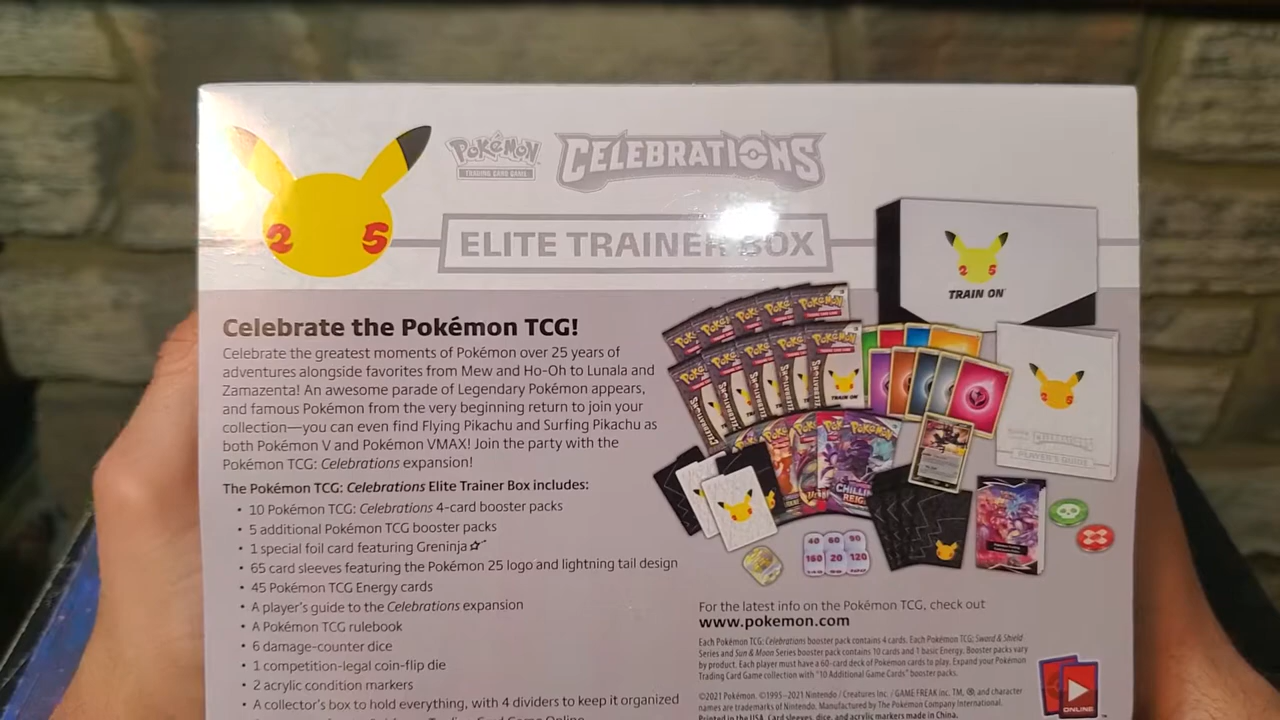 Pokémon
TRADING CARD GAME
CELEBRATIONS
25
ELITE TRAINER BOX
TRAIN ON
Celebrate the Pokémon TCG!
Celebrate the greatest moments of Pokémon over 25 years of
adventures alongside favorites from Mew and Ho-Oh to Lunala and
Zamazenta! An awesome parade of Legendary Pokémon appears,
and famous Pokémon from the very beginning return to join your
collection—you can even find Flying Pikachu and Surfing Pikachu as
both Pokémon V and Pokémon VMAX! Join the party with the
Pokémon TCG: Celebrations expansion!
The Pokémon TCG: Celebrations Elite Trainer Box includes:
• 10 Pokémon TCG: Celebrations 4-card booster packs
• 5 additional Pokémon TCG booster packs
• 1 special foil card featuring Greninja ☆
• 65 card sleeves featuring the Pokémon 25 logo and lightning tail design
• 45 Pokémon TCG Energy cards
• A player's guide to the Celebrations expansion
• A Pokémon TCG rulebook
• 6 damage-counter dice
• 1 competition-legal coin-flip die
• 2 acrylic condition markers
• A collector's box to hold everything, with 4 dividers to keep it organized
Pokémon
TRAIN ON
CELEBRATIONS
PLAYER'S GUIDE
40 60 90
160 20 120
For the latest info on the Pokémon TCG, check out
www.pokemon.com
Each Pokémon TCG: Celebrations booster pack contains 4 cards. Each Pokémon TCG: Sword & Shield
Series and Sun & Moon Series booster pack contains 10 cards and 1 basic Energy. Booster packs vary
by product. Each player must have a 60-card deck of Pokémon cards to play. Expand your Pokémon
Trading Card Game collection with "10 Additional Game Cards" booster packs.
©2021 Pokémon. ©1995–2021 Nintendo / Creatures Inc. / GAME FREAK inc. TM, ®, and character
names are trademarks of Nintendo. Manufactured by The Pokémon Company International.
Printed in the USA. Card sleeves, dice, and acrylic markers made in China.
ONLINE